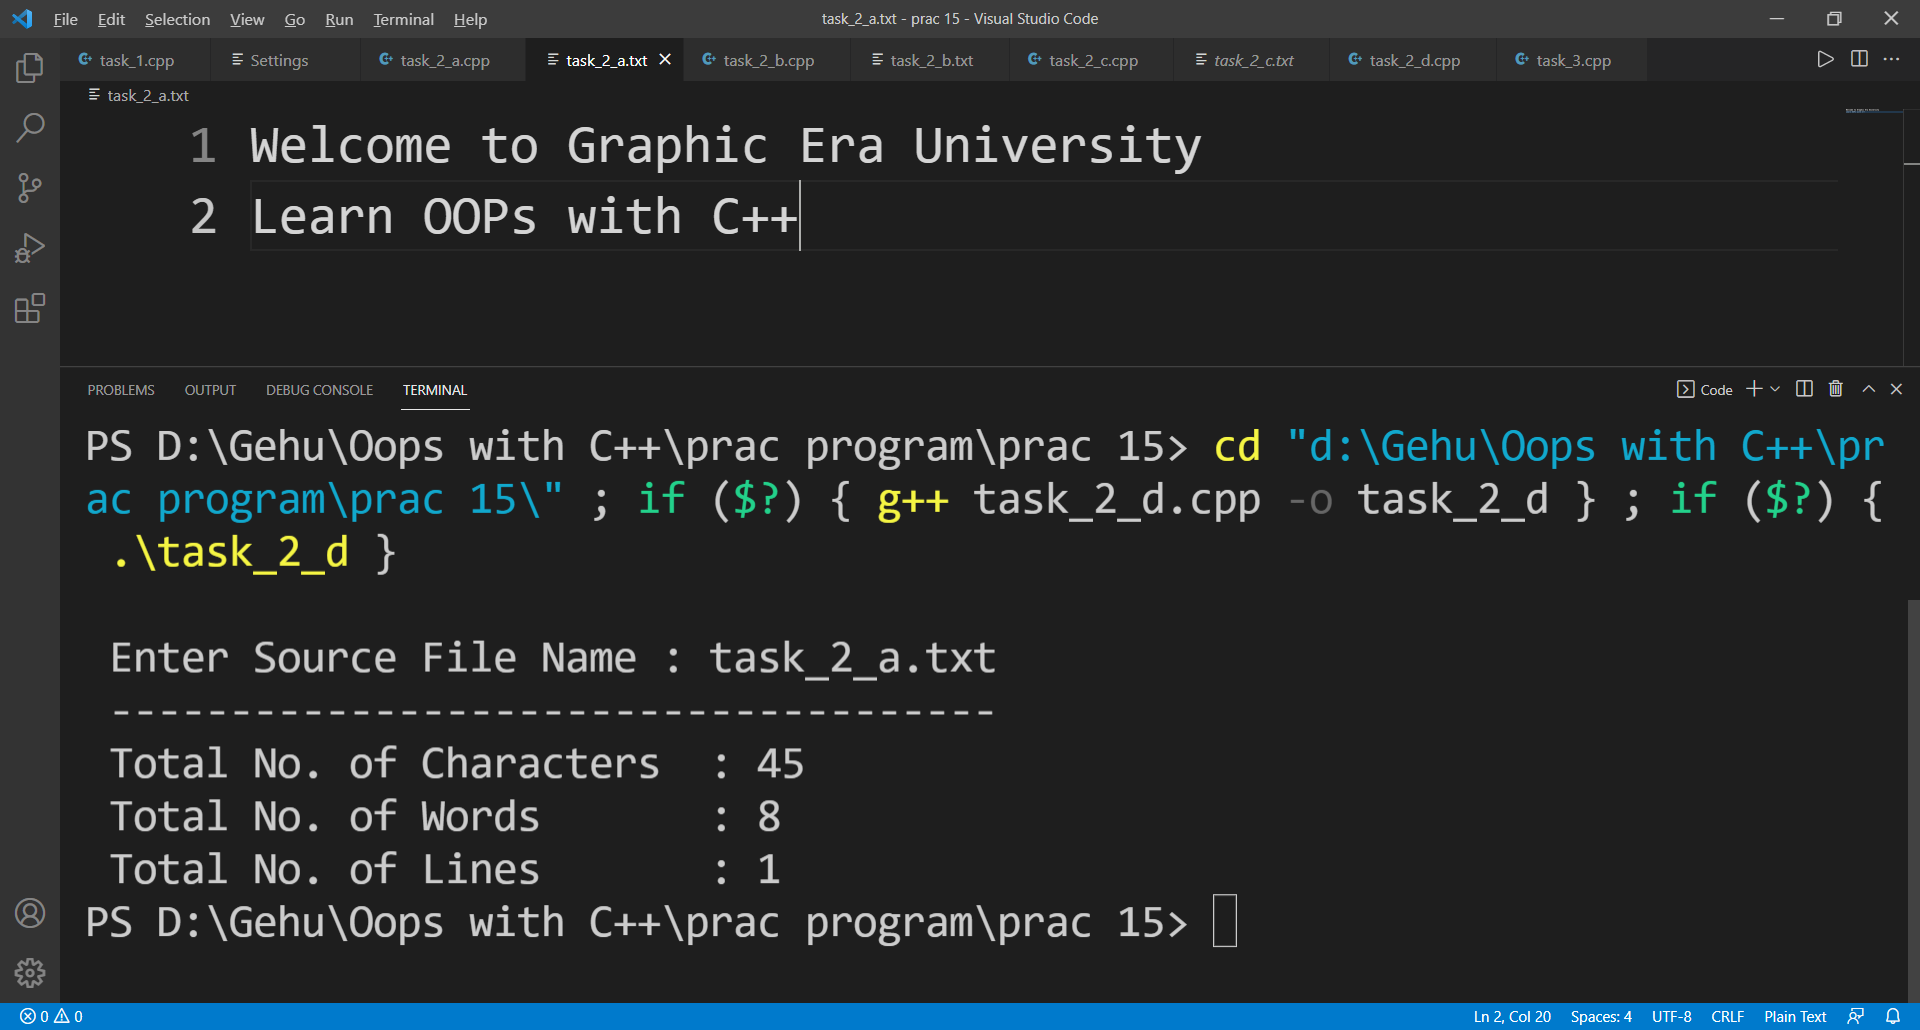 File Edit Selection View Go Run Terminal Help task_2_a.txt - prac 15 - Visual Studio Code
task_1.cpp Settings task_2_a.cpp task_2_a.txt task_2_b.cpp task_2_b.txt task_2_c.cpp task_2_c.txt task_2_d.cpp task_3.cpp
task_2_a.txt
1 Welcome to Graphic Era University
2 Learn OOPs with C++
PROBLEMS OUTPUT DEBUG CONSOLE TERMINAL Code
PS D:\Gehu\Oops with C++\prac program\prac 15> cd "d:\Gehu\Oops with C++\pr
ac program\prac 15\" ; if ($?) { g++ task_2_d.cpp -o task_2_d } ; if ($?) {
.\task_2_d }
Enter Source File Name : task_2_a.txt
-------------------------------------
Total No. of Characters : 45
Total No. of Words : 8
Total No. of Lines : 1
PS D:\Gehu\Oops with C++\prac program\prac 15>
0 0 Ln 2, Col 20 Spaces: 4 UTF-8 CRLF Plain Text